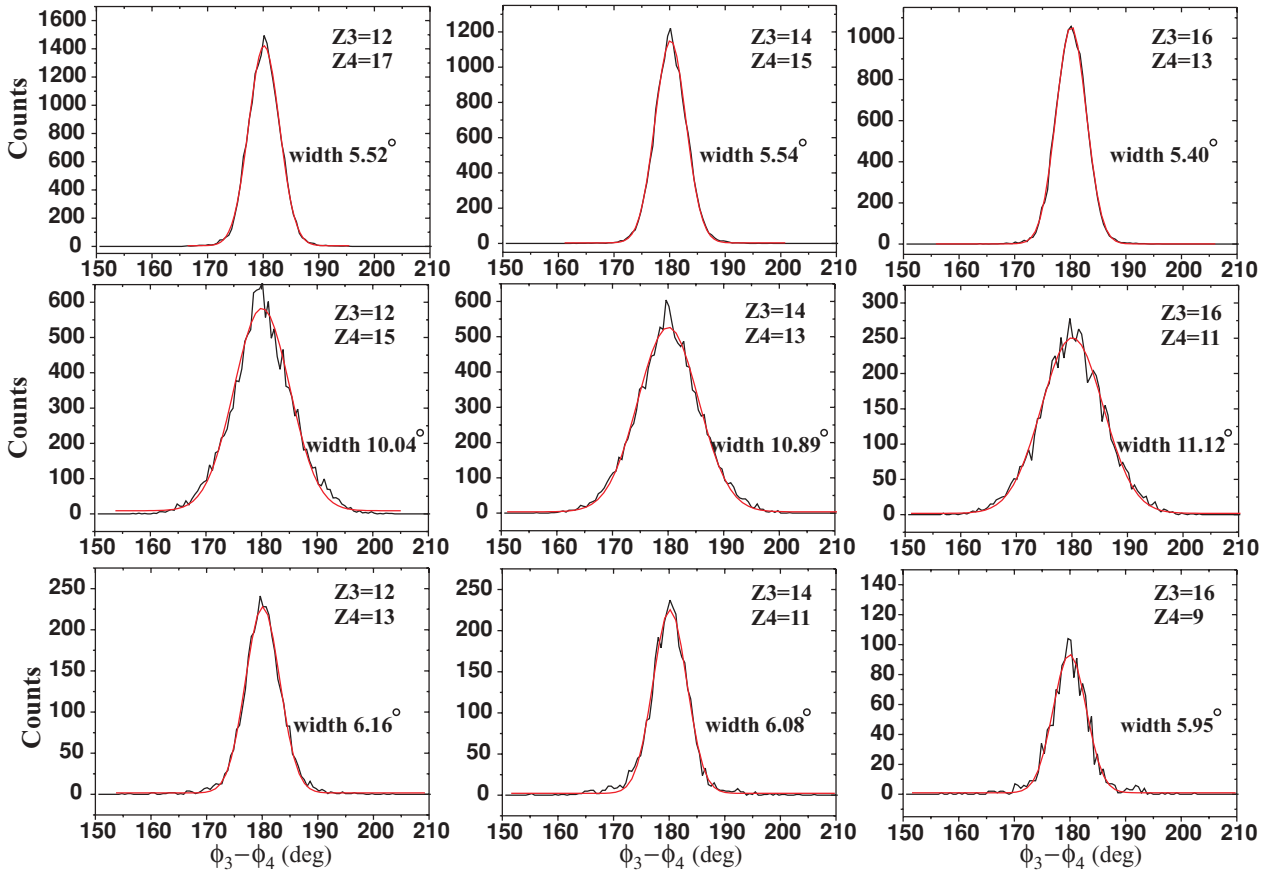 Counts
1600
1400
1200
1000
800
600
400
200
0
Z3=12
Z4=17
width 5.52°
150 160 170 180 190 200 210
1200
1000
800
600
400
200
0
Z3=14
Z4=15
width 5.54°
150 160 170 180 190 200 210
1000
800
600
400
200
0
Z3=16
Z4=13
width 5.40°
150 160 170 180 190 200 210
Counts
600
500
400
300
200
100
0
Z3=12
Z4=15
width 10.04°
150 160 170 180 190 200 210
600
500
400
300
200
100
0
Z3=14
Z4=13
width 10.89°
150 160 170 180 190 200 210
300
250
200
150
100
50
0
Z3=16
Z4=11
width 11.12°
150 160 170 180 190 200 210
Counts
250
200
150
100
50
0
Z3=12
Z4=13
width 6.16°
150 160 170 180 190 200 210
ϕ₃−ϕ₄ (deg)
250
200
150
100
50
0
Z3=14
Z4=11
width 6.08°
150 160 170 180 190 200 210
ϕ₃−ϕ₄ (deg)
140
120
100
80
60
40
20
0
Z3=16
Z4=9
width 5.95°
150 160 170 180 190 200 210
ϕ₃−ϕ₄ (deg)